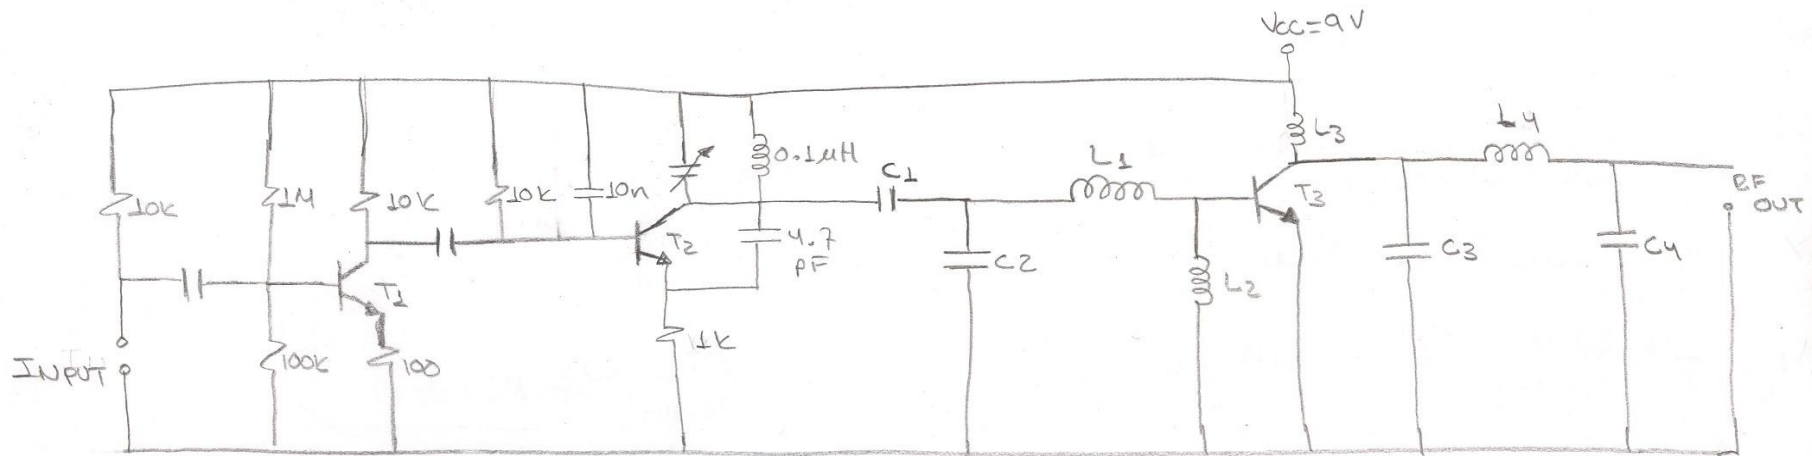 Vcc=9V
L3
L4
10K
1M
10K
10K
10n
0.1μH
C1
L1
T3
RF
OUT
T2
4.7
PF
C2
L2
C3
C4
T1
INPUT
100K
100
1K